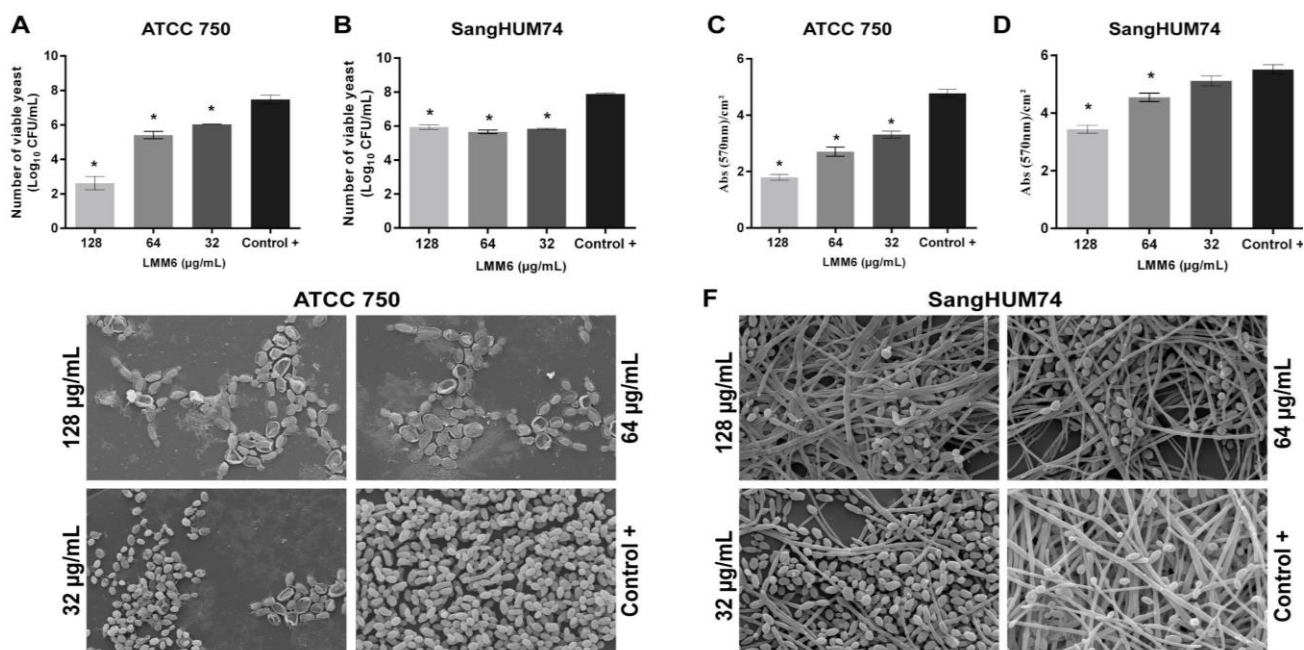 A
ATCC 750
Number of viable yeast
(Log₁₀ CFU/mL)
10
8
6
4
2
0
128
64
32
Control +
LMM6 (µg/mL)
*
*
*
B
SangHUM74
Number of viable yeast
(Log₁₀ CFU/mL)
10
8
6
4
2
0
128
64
32
Control +
LMM6 (µg/mL)
*
*
*
C
ATCC 750
Abs (570nm)/cm²
6
4
2
0
128
64
32
Control +
LMM6 (µg/mL)
*
*
*
D
SangHUM74
Abs (570nm)/cm²
6
4
2
0
128
64
32
Control +
LMM6 (µg/mL)
*
*
ATCC 750
128 µg/mL
64 µg/mL
32 µg/mL
Control +
F
SangHUM74
128 µg/mL
64 µg/mL
32 µg/mL
Control +